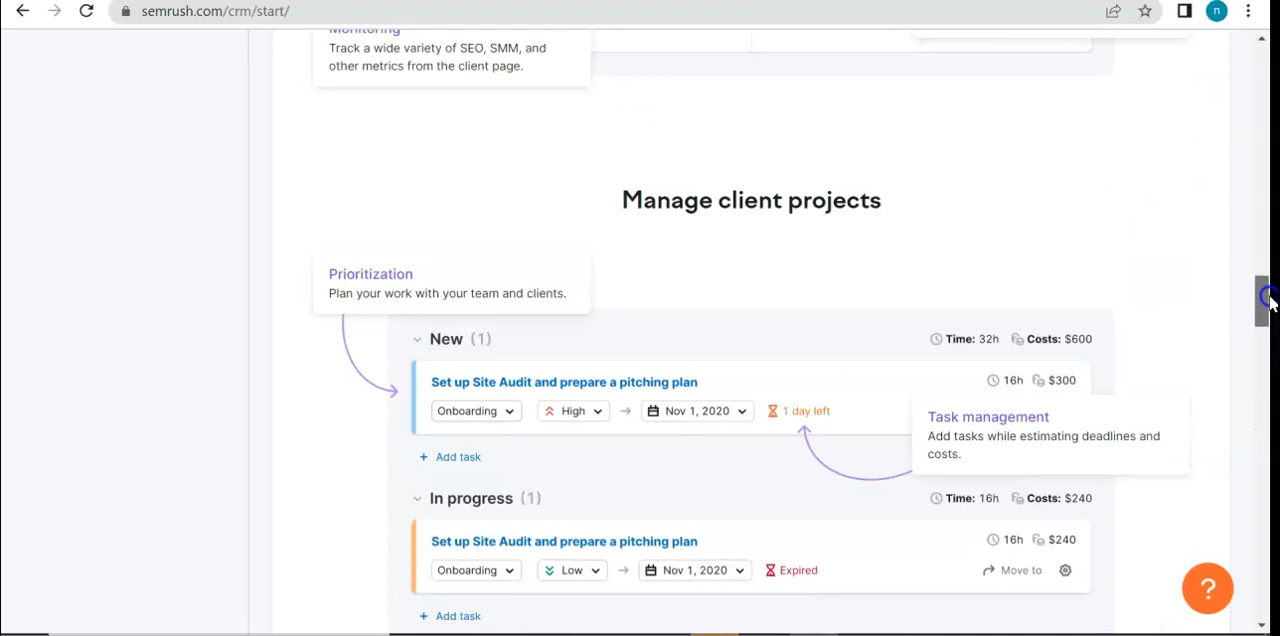 semrush.com/crm/start/
n
Monitoring
Track a wide variety of SEO, SMM, and
other metrics from the client page.
Manage client projects
Prioritization
Plan your work with your team and clients.
New (1)
Time: 32h Costs: $600
Set up Site Audit and prepare a pitching plan
16h $300
Onboarding High Nov 1, 2020 1 day left
Task management
Add tasks while estimating deadlines and
costs.
+ Add task
In progress (1)
Time: 16h Costs: $240
Set up Site Audit and prepare a pitching plan
16h $240
Onboarding Low Nov 1, 2020 Expired
Move to
+ Add task
?